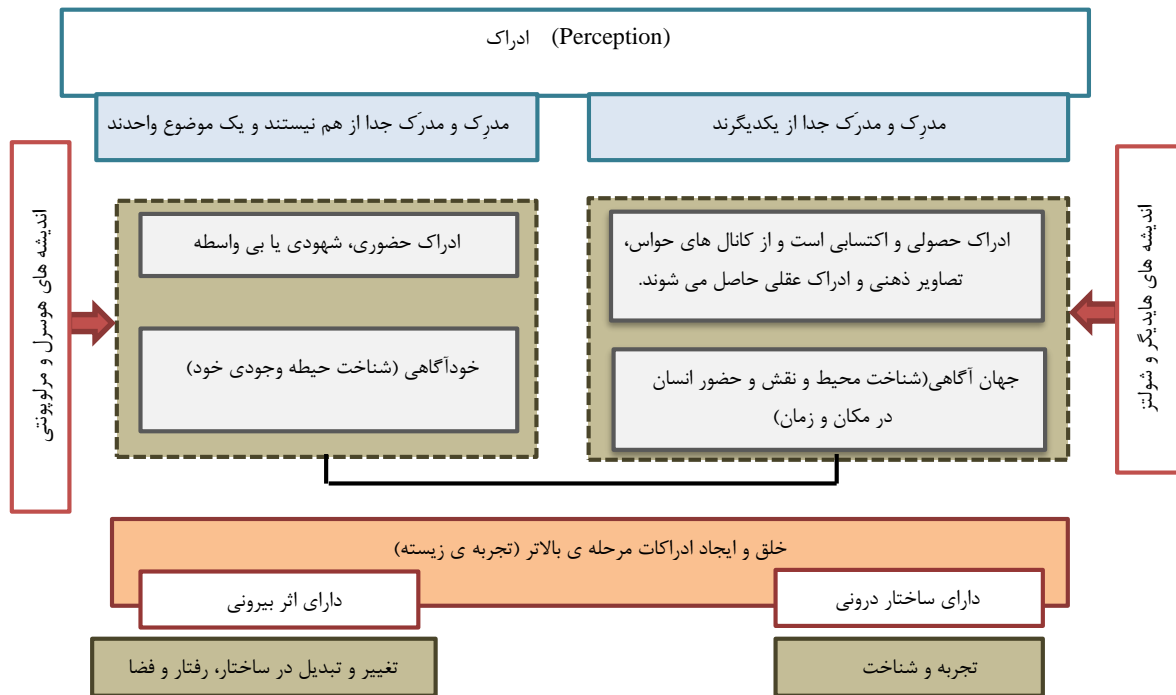 ادراک (Perception)
مدرِک و مدرَک جدا از یکدیگرند
مدرِک و مدرَک جدا از هم نیستند و یک موضوع واحدند
اندیشه های هایدیگر و شولتز
ادراک حصولی و اکتسابی است و از کانال های حواس،
تصاویر ذهنی و ادراک عقلی حاصل می شوند.
جهان آگاهی(شناخت محیط و نقش و حضور انسان
در مکان و زمان)
ادراک حضوری، شهودی یا بی واسطه
خودآگاهی (شناخت حیطه وجودی خود)
اندیشه های هوسرل و مرلوپونتی
خلق و ایجاد ادراکات مرحله ی بالاتر (تجربه ی زیسته)
دارای ساختار درونی
دارای اثر بیرونی
تجربه و شناخت
تغییر و تبدیل در ساختار، رفتار و فضا